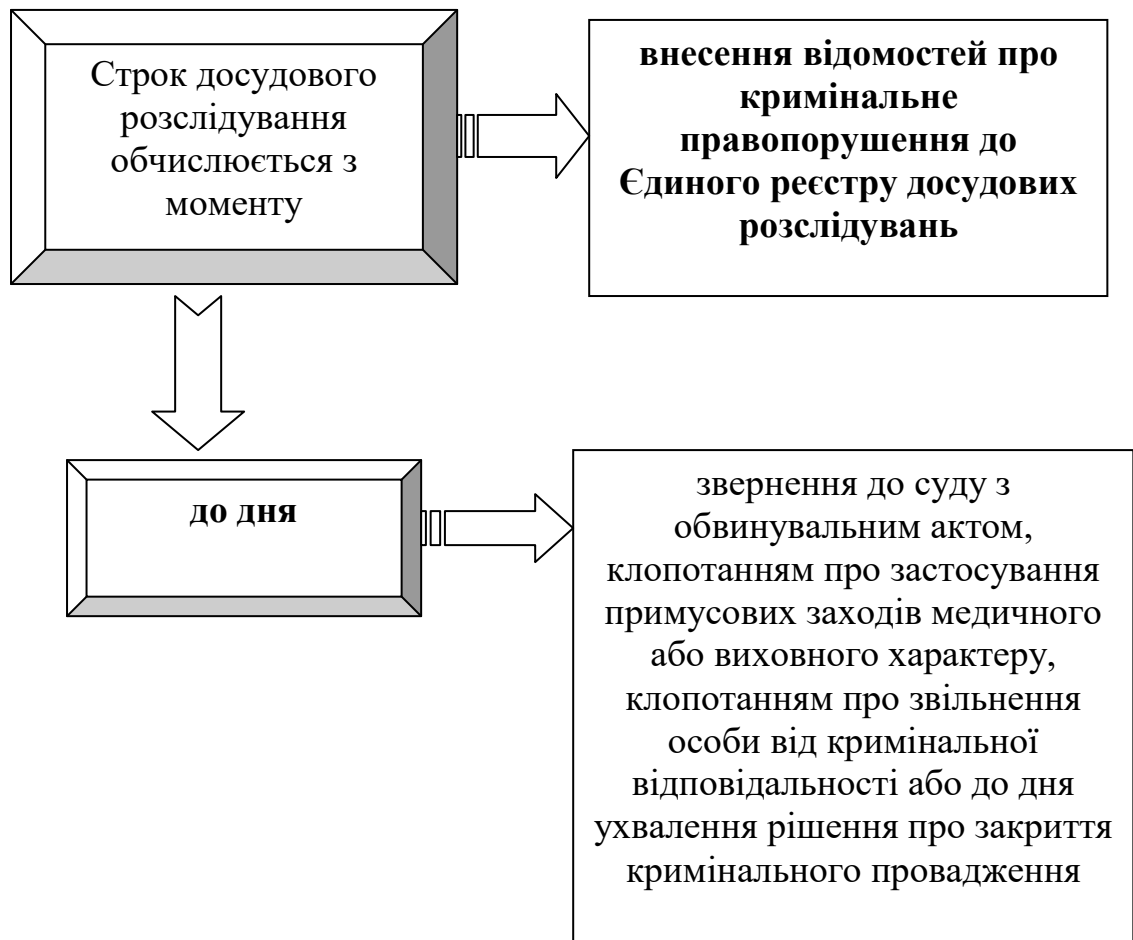 Строк досудового
розслідування
обчислюється з
моменту
внесення відомостей про
кримінальне
правопорушення до
Єдиного реєстру досудових
розслідувань
до дня
звернення до суду з
обвинувальним актом,
клопотанням про застосування
примусових заходів медичного
або виховного характеру,
клопотанням про звільнення
особи від кримінальної
відповідальності або до дня
ухвалення рішення про закриття
кримінального провадження